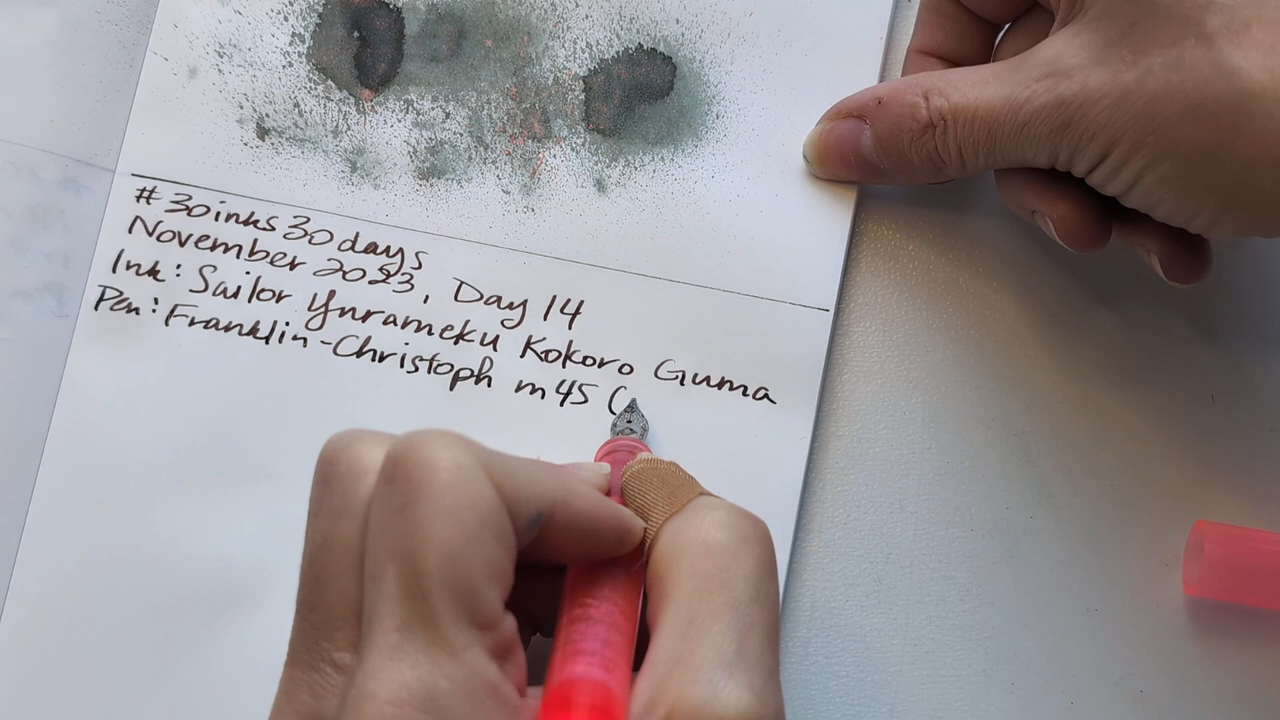 #30inks30days
November 2023, Day 14
Ink: Sailor Yurameku Kokoro Guma
Pen: Franklin-Christoph m45 (